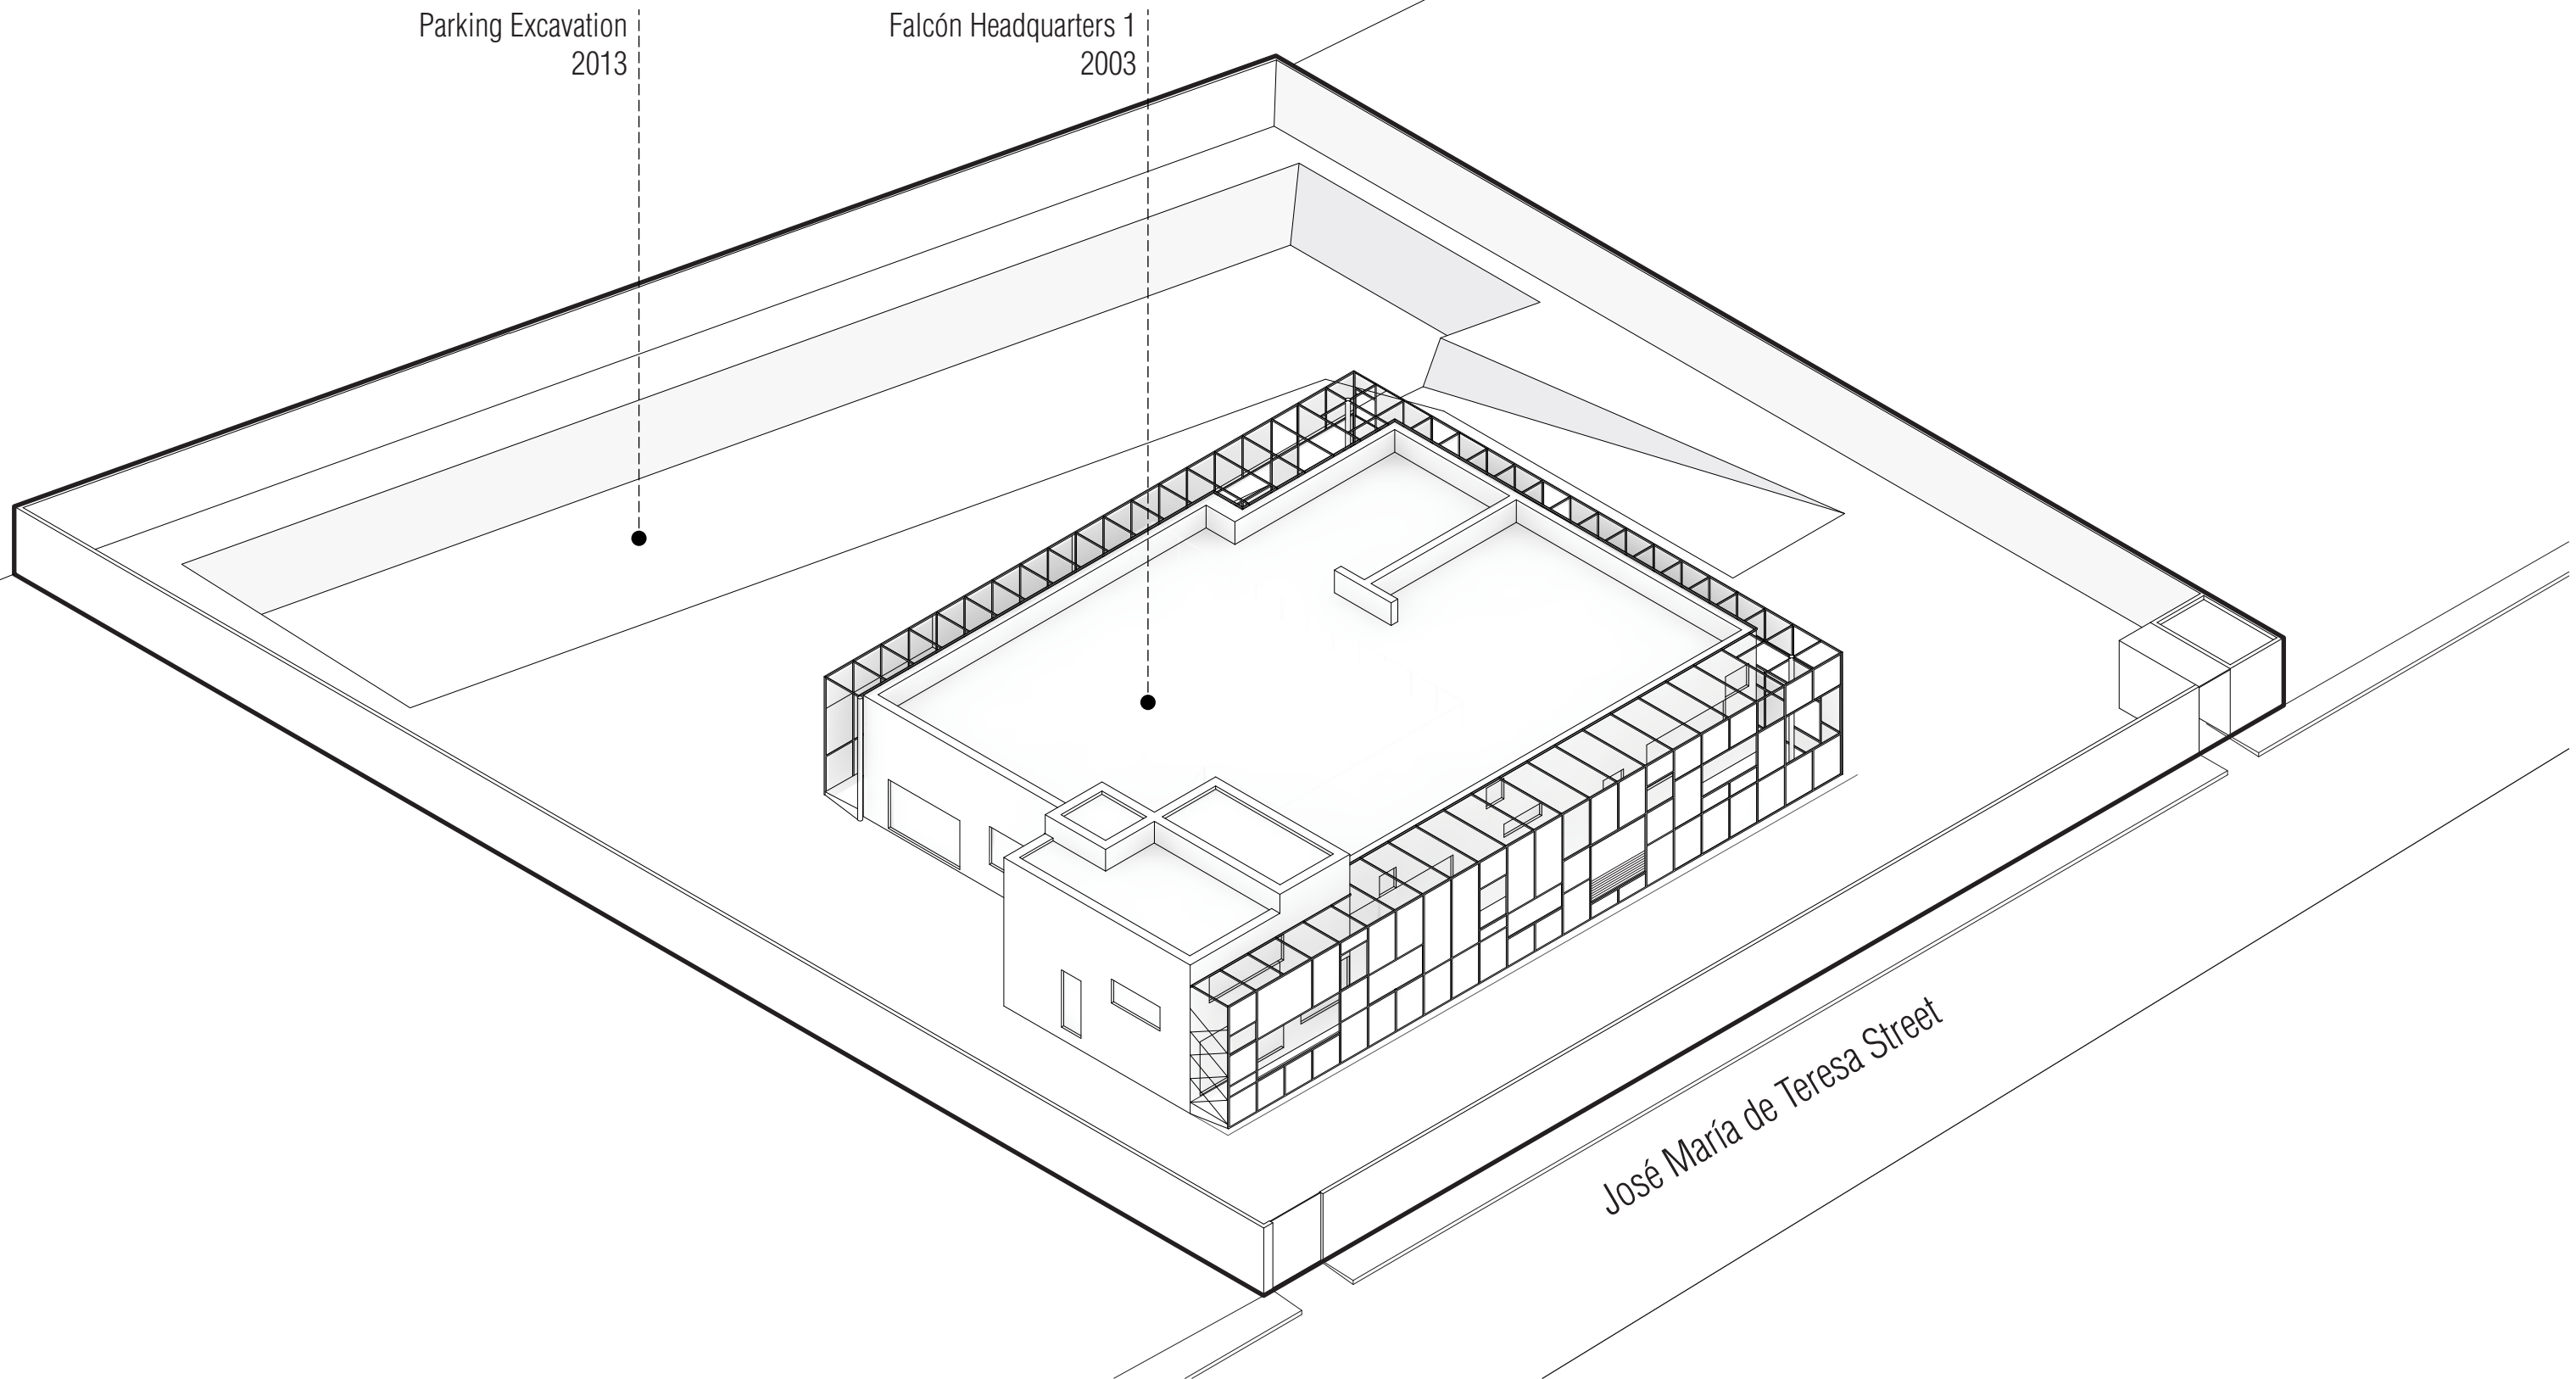 Parking Excavation
2013
Falcón Headquarters 1
2003
José María de Teresa Street